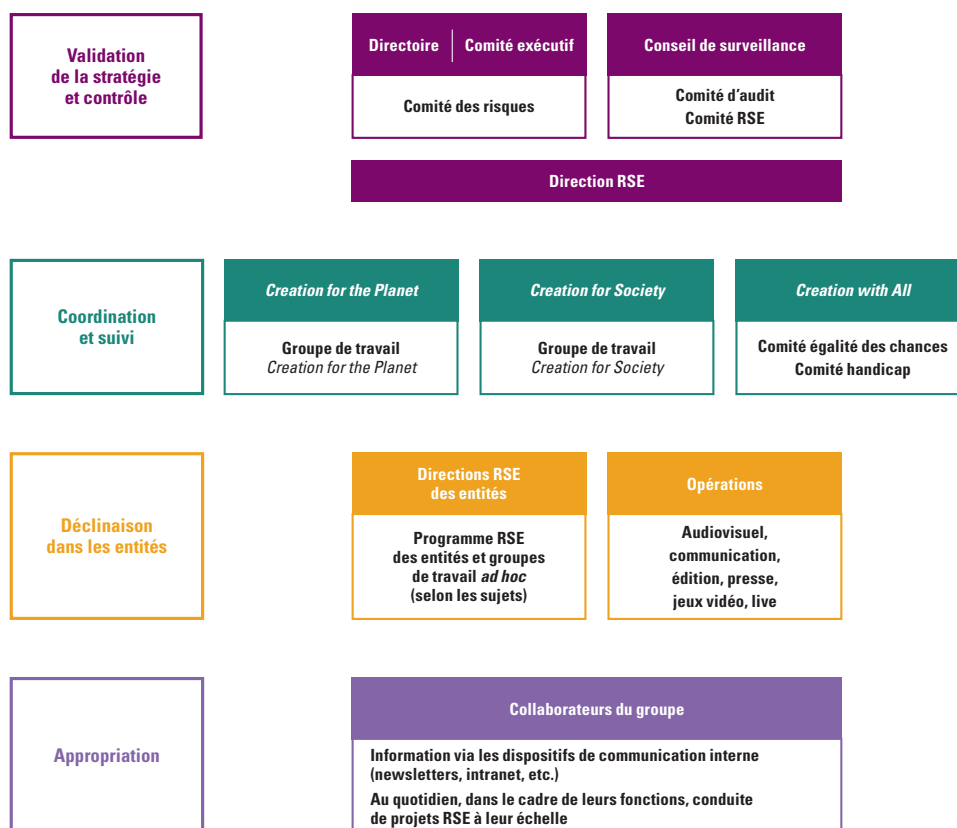 Validation
de la stratégie
et contrôle
Directoire
Comité exécutif
Comité des risques
Conseil de surveillance
Comité d'audit
Comité RSE
Direction RSE
Coordination
et suivi
Creation for the Planet
Groupe de travail
Creation for the Planet
Creation for Society
Groupe de travail
Creation for Society
Creation with All
Comité égalité des chances
Comité handicap
Déclinaison
dans les entités
Directions RSE
des entités
Programme RSE
des entités et groupes
de travail ad hoc
(selon les sujets)
Opérations
Audiovisuel,
communication,
édition, presse,
jeux vidéo, live
Appropriation
Collaborateurs du groupe
Information via les dispositifs de communication interne
(newsletters, intranet, etc.)
Au quotidien, dans le cadre de leurs fonctions, conduite
de projets RSE à leur échelle